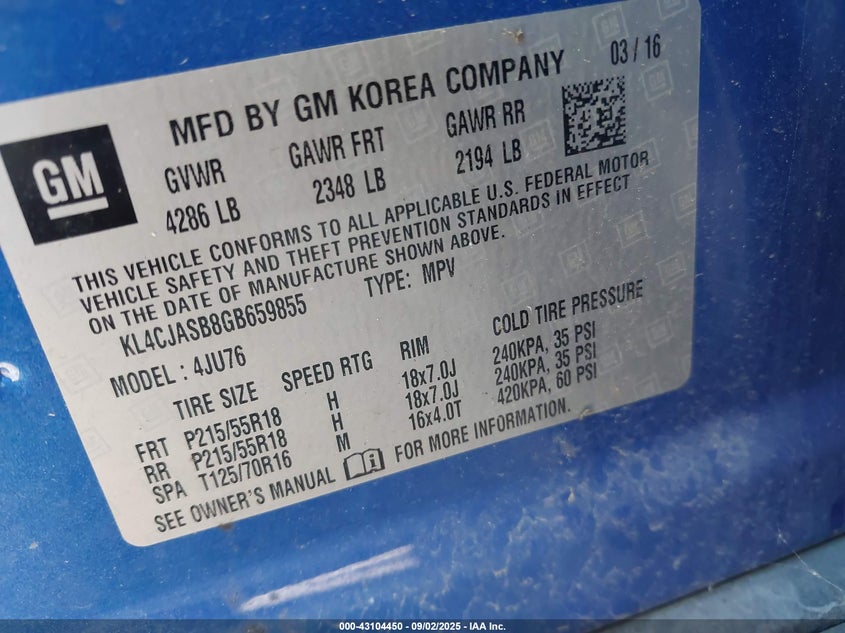 MFD BY GM KOREA COMPANY 03 / 16
GM
GVWR GAWR FRT GAWR RR
4286 LB 2348 LB 2194 LB
THIS VEHICLE CONFORMS TO ALL APPLICABLE U.S. FEDERAL MOTOR
VEHICLE SAFETY AND THEFT PREVENTION STANDARDS IN EFFECT
ON THE DATE OF MANUFACTURE SHOWN ABOVE.
KL4CJASB8GB659855 TYPE: MPV
MODEL : 4JU76
TIRE SIZE SPEED RTG RIM COLD TIRE PRESSURE
FRT P215/55R18 H 18x7.0J 240KPA, 35 PSI
RR P215/55R18 H 18x7.0J 240KPA, 35 PSI
SPA T125/70R16 M 16x4.0T 420KPA, 60 PSI
SEE OWNER'S MANUAL FOR MORE INFORMATION.
000-43104450 - 09/02/2025 - IAA Inc.